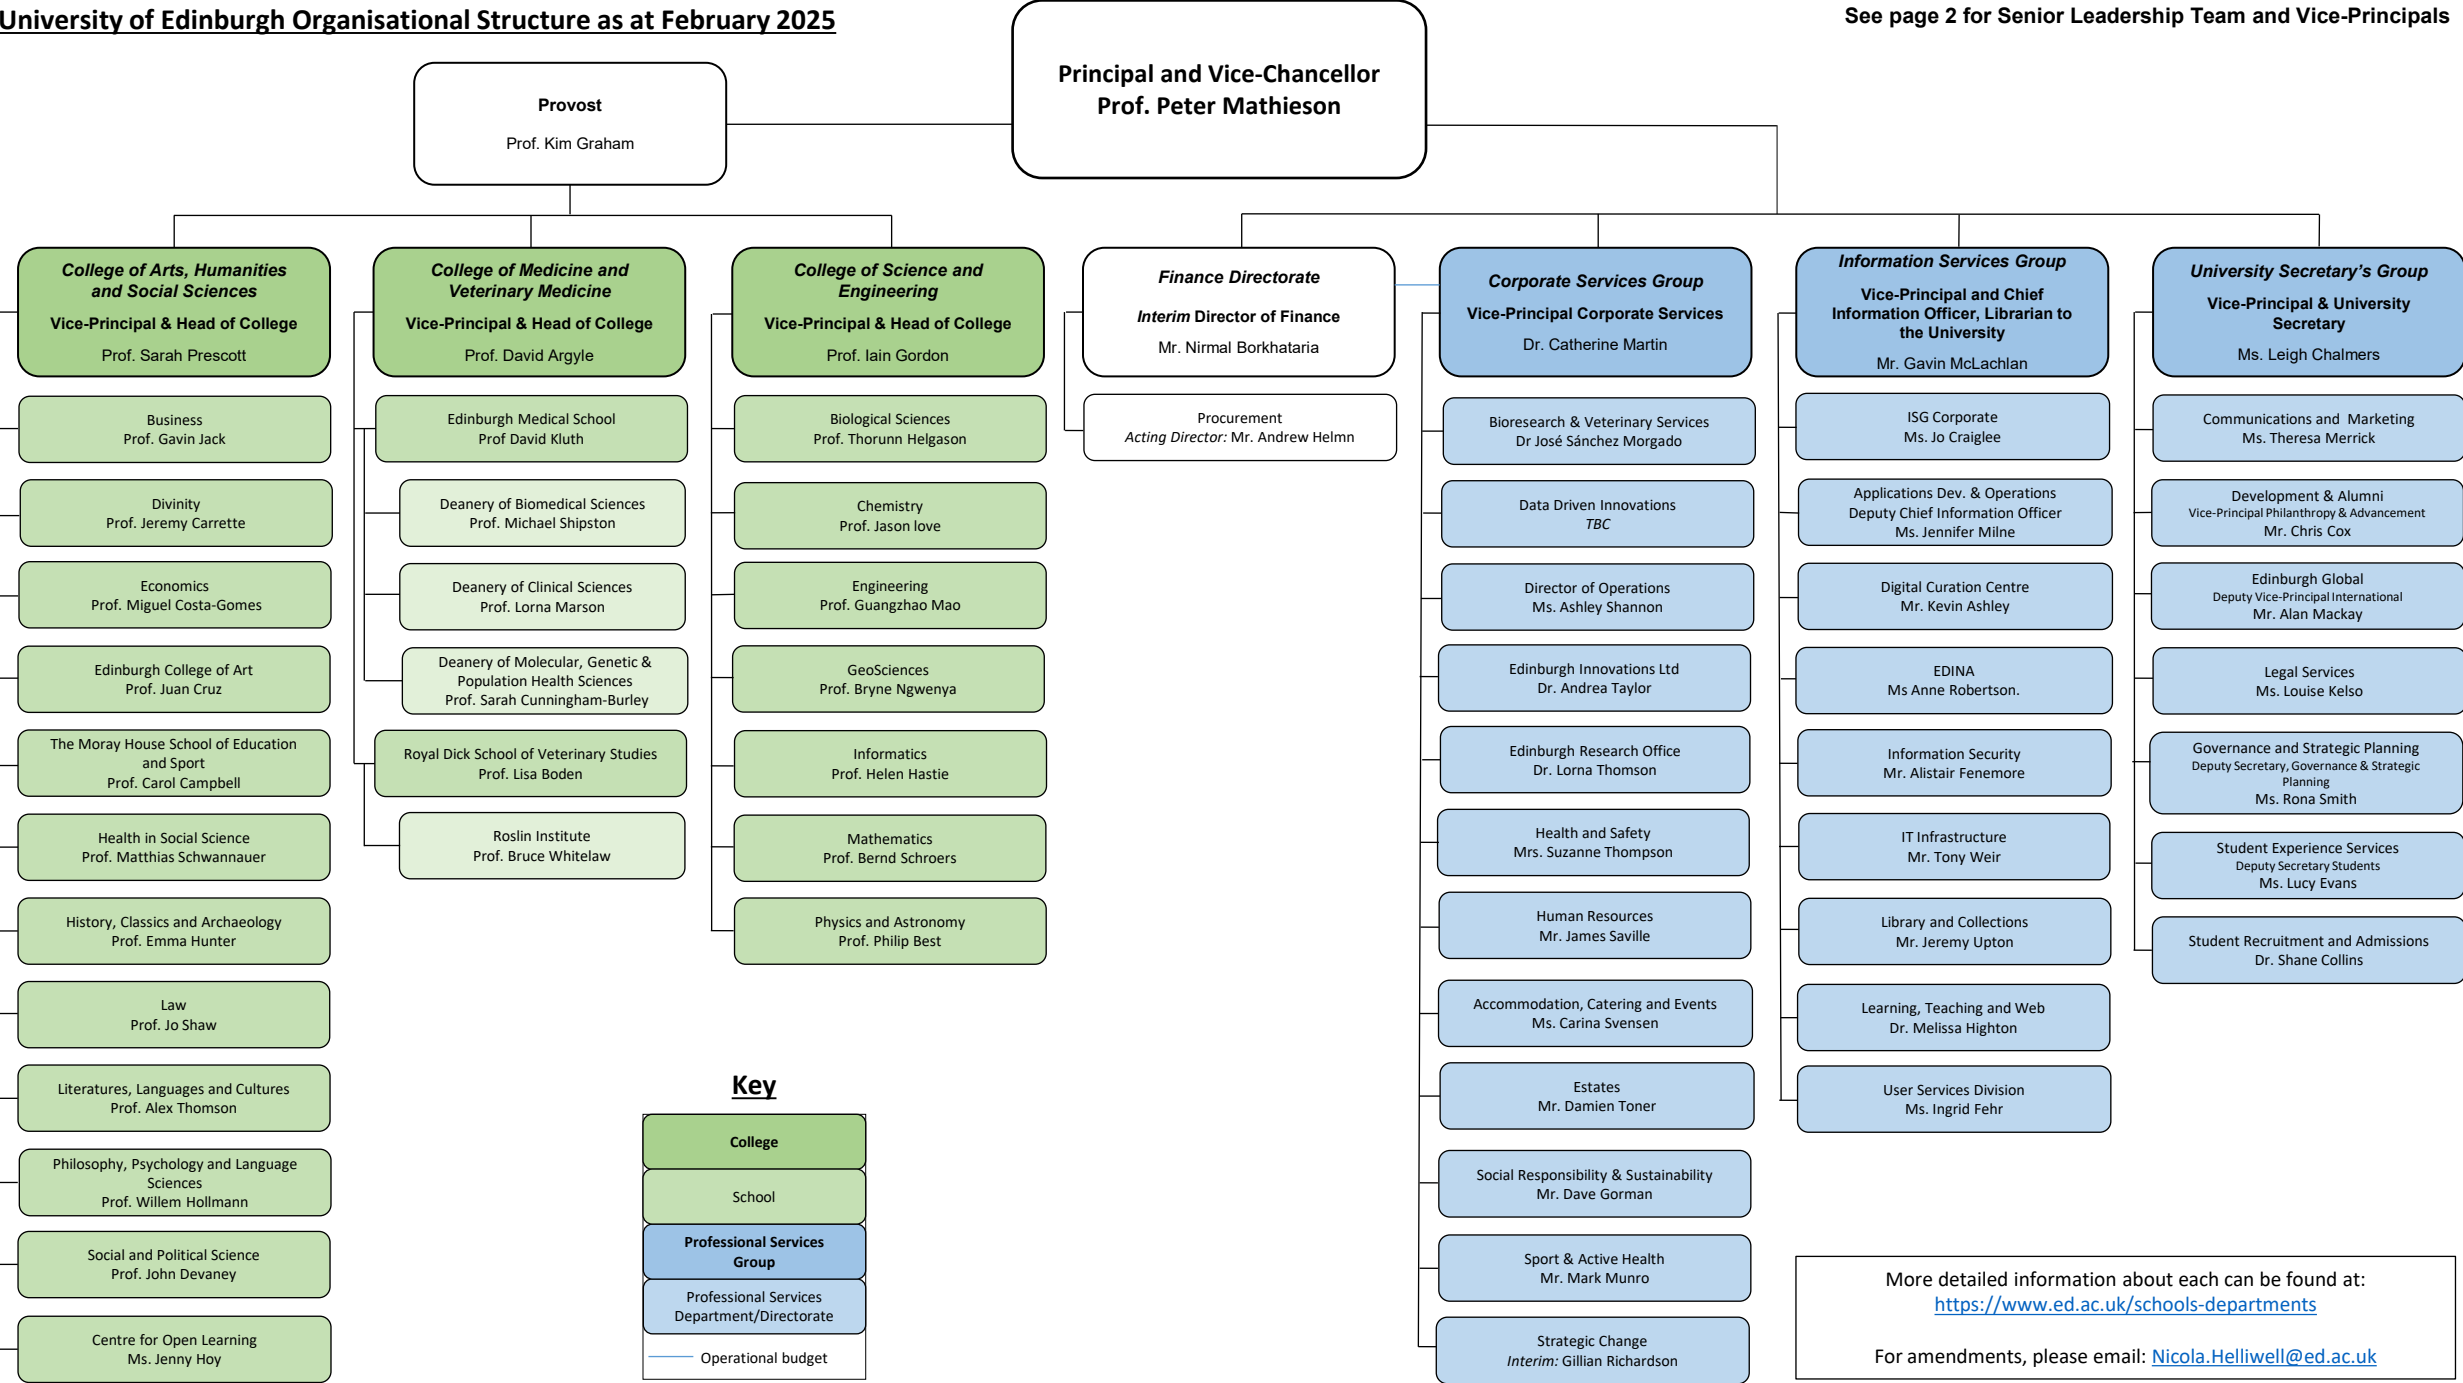 University of Edinburgh Organisational Structure as at February 2025
See page 2 for Senior Leadership Team and Vice-Principals
Principal and Vice-Chancellor
Prof. Peter Mathieson
Provost
Prof. Kim Graham
College of Arts, Humanities
and Social Sciences
Vice-Principal & Head of College
Prof. Sarah Prescott
Business
Prof. Gavin Jack
Divinity
Prof. Jeremy Carrette
Economics
Prof. Miguel Costa-Gomes
Edinburgh College of Art
Prof. Juan Cruz
The Moray House School of Education
and Sport
Prof. Carol Campbell
Health in Social Science
Prof. Matthias Schwannauer
History, Classics and Archaeology
Prof. Emma Hunter
Law
Prof. Jo Shaw
Literatures, Languages and Cultures
Prof. Alex Thomson
Philosophy, Psychology and Language
Sciences
Prof. Willem Hollmann
Social and Political Science
Prof. John Devaney
Centre for Open Learning
Ms. Jenny Hoy
College of Medicine and
Veterinary Medicine
Vice-Principal & Head of College
Prof. David Argyle
Edinburgh Medical School
Prof David Kluth
Deanery of Biomedical Sciences
Prof. Michael Shipston
Deanery of Clinical Sciences
Prof. Lorna Marson
Deanery of Molecular, Genetic &
Population Health Sciences
Prof. Sarah Cunningham-Burley
Royal Dick School of Veterinary Studies
Prof. Lisa Boden
Roslin Institute
Prof. Bruce Whitelaw
College of Science and
Engineering
Vice-Principal & Head of College
Prof. Iain Gordon
Biological Sciences
Prof. Thorunn Helgason
Chemistry
Prof. Jason love
Engineering
Prof. Guangzhao Mao
GeoSciences
Prof. Bryne Ngwenya
Informatics
Prof. Helen Hastie
Mathematics
Prof. Bernd Schroers
Physics and Astronomy
Prof. Philip Best
Finance Directorate
Interim Director of Finance
Mr. Nirmal Borkhataria
Procurement
Acting Director: Mr. Andrew Helmn
Corporate Services Group
Vice-Principal Corporate Services
Dr. Catherine Martin
Bioresearch & Veterinary Services
Dr José Sánchez Morgado
Data Driven Innovations
TBC
Director of Operations
Ms. Ashley Shannon
Edinburgh Innovations Ltd
Dr. Andrea Taylor
Edinburgh Research Office
Dr. Lorna Thomson
Health and Safety
Mrs. Suzanne Thompson
Human Resources
Mr. James Saville
Accommodation, Catering and Events
Ms. Carina Svensen
Estates
Mr. Damien Toner
Social Responsibility & Sustainability
Mr. Dave Gorman
Sport & Active Health
Mr. Mark Munro
Strategic Change
Interim: Gillian Richardson
Information Services Group
Vice-Principal and Chief
Information Officer, Librarian to
the University
Mr. Gavin McLachlan
ISG Corporate
Ms. Jo Craiglee
Applications Dev. & Operations
Deputy Chief Information Officer
Ms. Jennifer Milne
Digital Curation Centre
Mr. Kevin Ashley
EDINA
Ms Anne Robertson.
Information Security
Mr. Alistair Fenemore
IT Infrastructure
Mr. Tony Weir
Library and Collections
Mr. Jeremy Upton
Learning, Teaching and Web
Dr. Melissa Highton
User Services Division
Ms. Ingrid Fehr
University Secretary's Group
Vice-Principal & University
Secretary
Ms. Leigh Chalmers
Communications and Marketing
Ms. Theresa Merrick
Development & Alumni
Vice-Principal Philanthropy & Advancement
Mr. Chris Cox
Edinburgh Global
Deputy Vice-Principal International
Mr. Alan Mackay
Legal Services
Ms. Louise Kelso
Governance and Strategic Planning
Deputy Secretary, Governance & Strategic
Planning
Ms. Rona Smith
Student Experience Services
Deputy Secretary Students
Ms. Lucy Evans
Student Recruitment and Admissions
Dr. Shane Collins
Key
College
School
Professional Services
Group
Professional Services
Department/Directorate
Operational budget
More detailed information about each can be found at:
https://www.ed.ac.uk/schools-departments
For amendments, please email: Nicola.Helliwell@ed.ac.uk